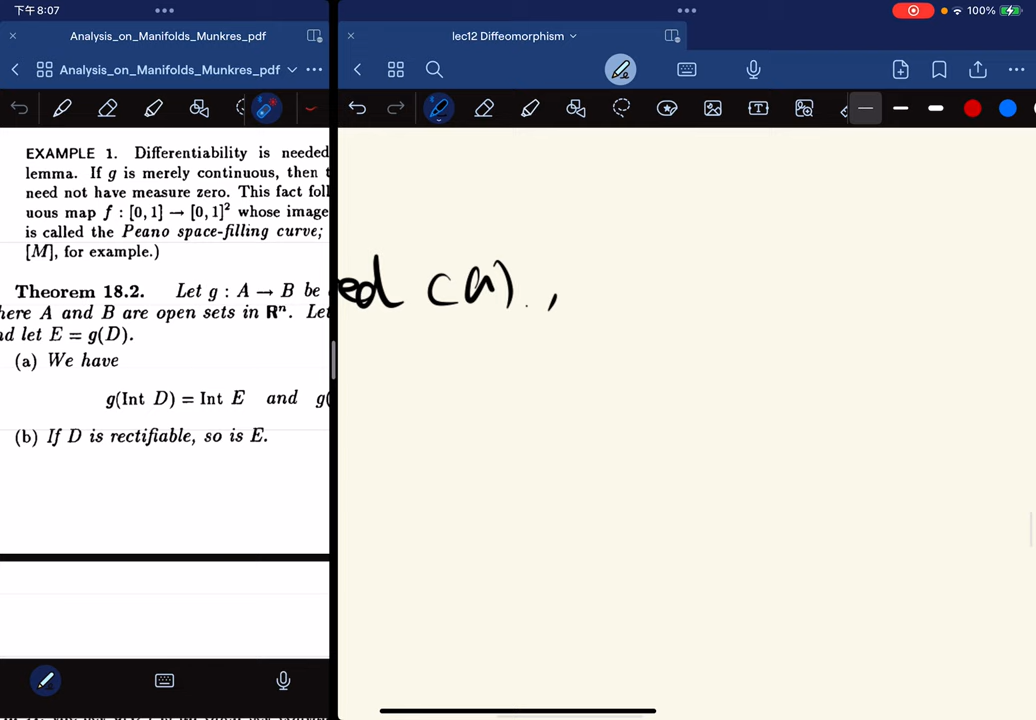 下午8:07
100%
Analysis_on_Manifolds_Munkres_pdf
lec12 Diffeomorphism
Analysis_on_Manifolds_Munkres_pdf
EXAMPLE 1. Differentiability is needed
lemma. If g is merely continuous, then t
need not have measure zero. This fact foll
uous map f : [0, 1] → [0, 1]² whose image
is called the Peano space-filling curve;
[M], for example.)
Theorem 18.2. Let g : A → B be
here A and B are open sets in Rⁿ. Let
nd let E = g(D).
(a) We have
g(Int D) = Int E and g(
(b) If D is rectifiable, so is E.
ed (a).,